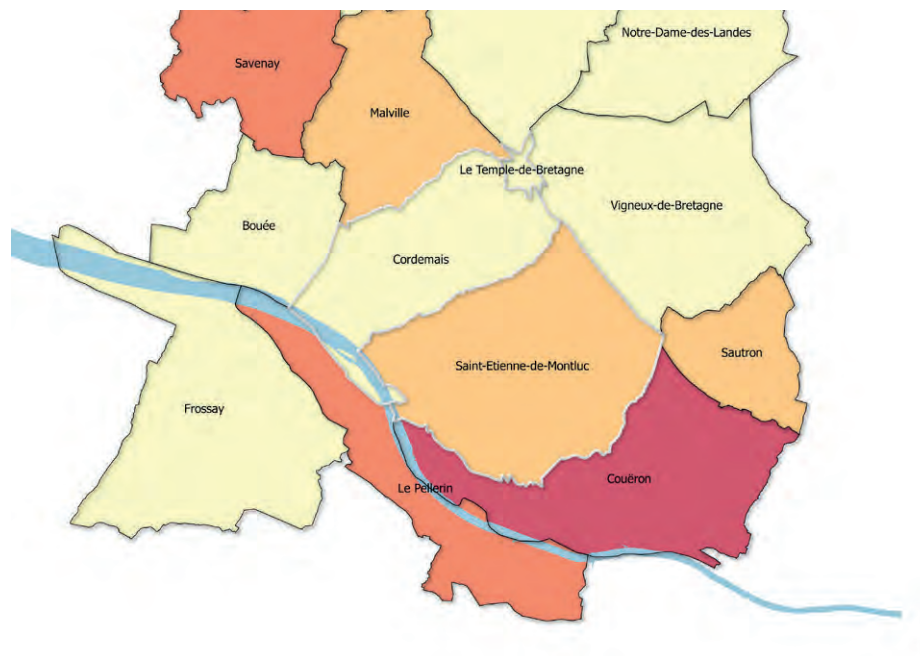 Notre-Dame-des-Landes
Savenay
Malville
Le Temple-de-Bretagne
Vigneux-de-Bretagne
Bouée
Cordemais
Sautron
Saint-Etienne-de-Montluc
Frossay
Couëron
Le Pellerin